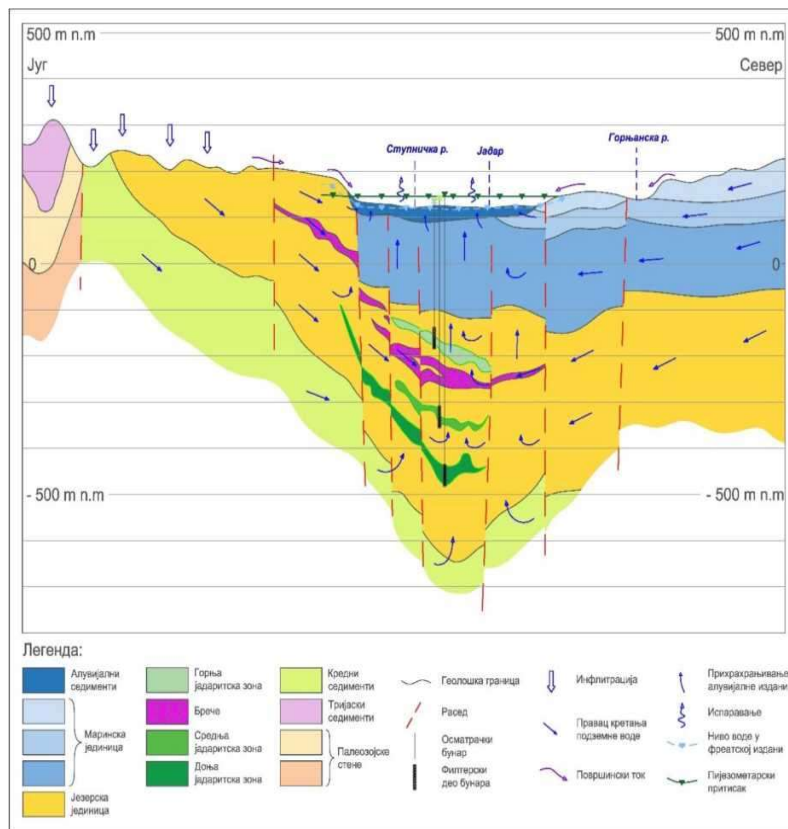 500 m n.m
500 m n.m
Југ
Север
Ступничка р.
Јадар
Горњанска р.
0
0
- 500 m n.m
- 500 m n.m
Легенда:
Алувијални
седименти
Маринска
јединица
Језерска
јединица
Горња
јадаритска зона
Брече
Средња
јадаритска зона
Доња
јадаритска зона
Кредни
седименти
Тријаски
седименти
Палеозојске
стене
Геолошка граница
Расед
Осматрачки
бунар
Филтерски
део бунара
Инфилтрација
Правац кретања
подземне воде
Површински ток
Прихрахрањивање
алувијалне издани
Испаравање
Ниво воде у
фреатској издани
Пијезометарски
притисак